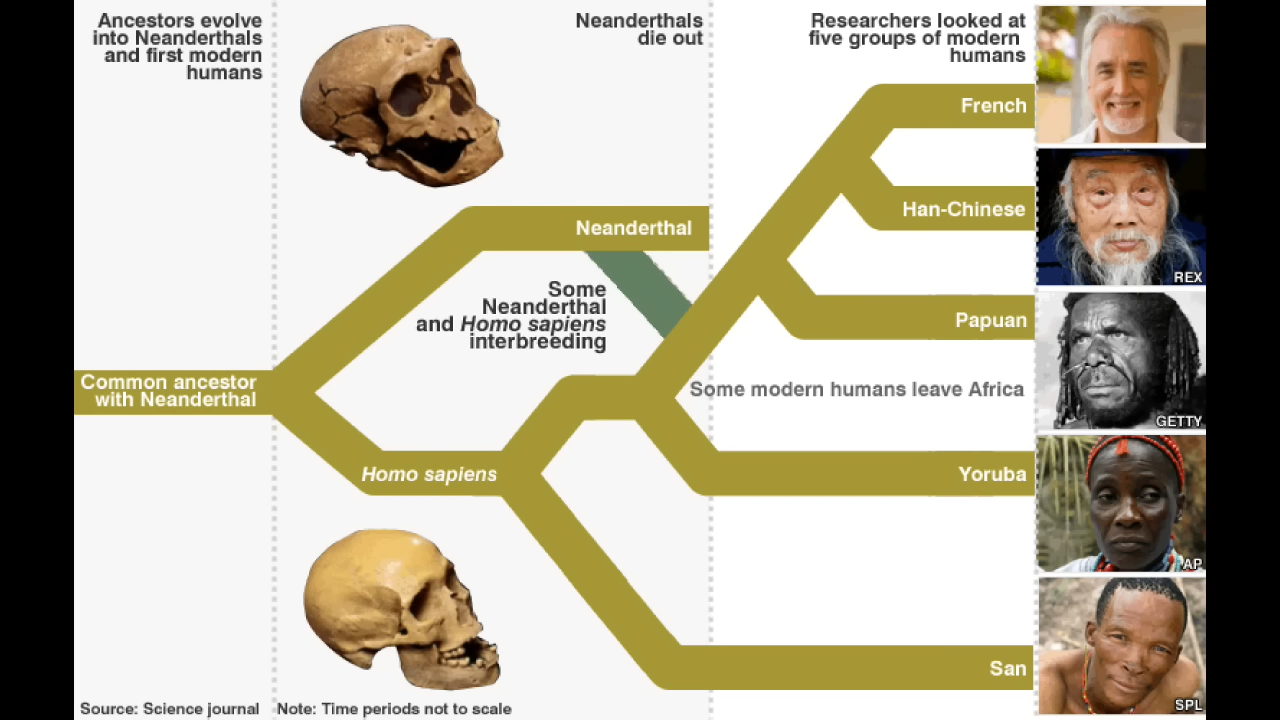 Ancestors evolve
into Neanderthals
and first modern
humans
Neanderthals
die out
Researchers looked at
five groups of modern
humans
French
Han-Chinese
REX
Neanderthal
Some
Neanderthal
and Homo sapiens
interbreeding
Papuan
Common ancestor
with Neanderthal
Some modern humans leave Africa
GETTY
Homo sapiens
Yoruba
AP
San
SPL
Source: Science journal
Note: Time periods not to scale